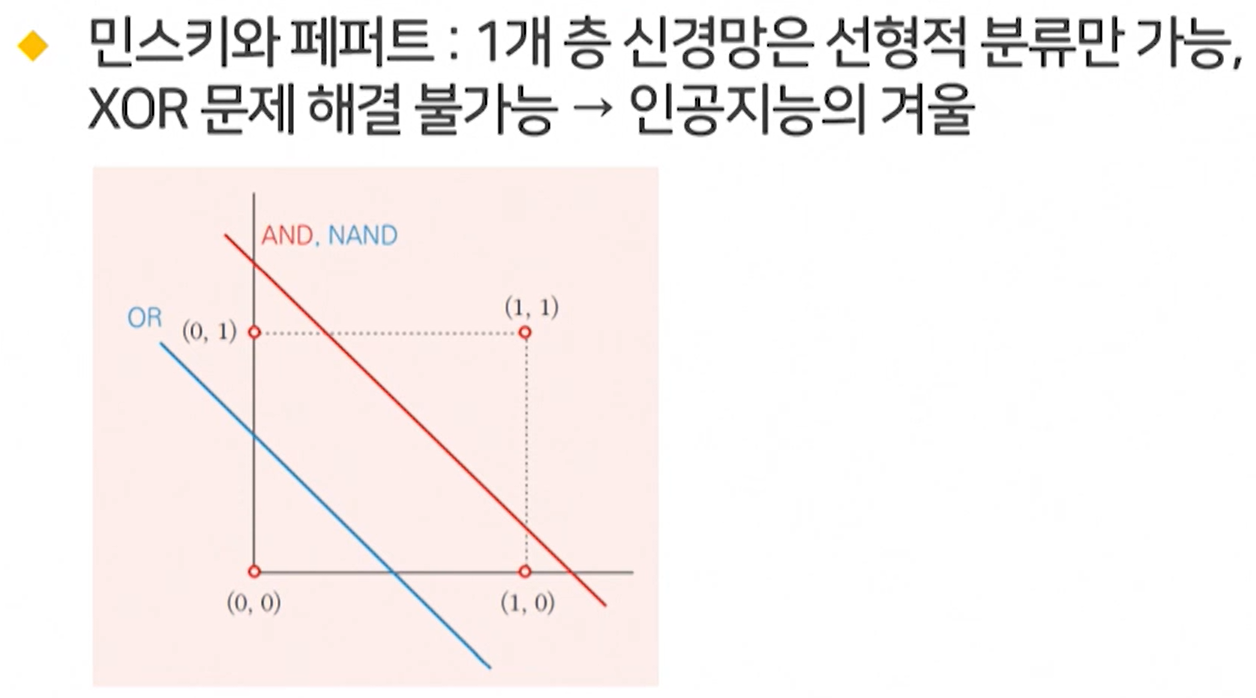 민스키와 페퍼트 : 1개 층 신경망은 선형적 분류만 가능,
XOR 문제 해결 불가능 → 인공지능의 겨울
AND, NAND
(1, 1)
OR
(0, 1)
(0, 0)
(1, 0)